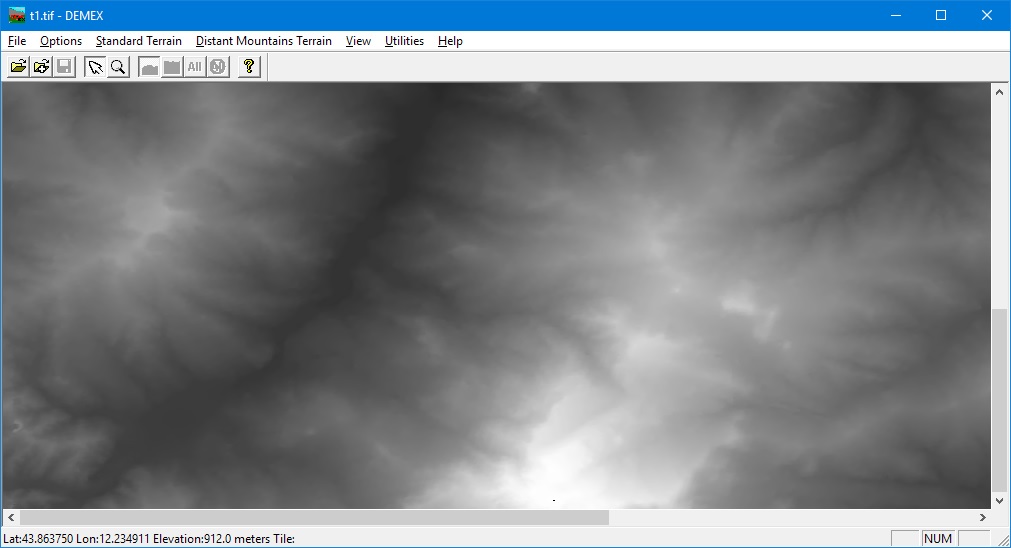 t1.tif - DEMEX
File Options Standard Terrain Distant Mountains Terrain View Utilities Help
All M ?
Lat:43.863750 Lon:12.234911 Elevation:912.0 meters Tile: NUM